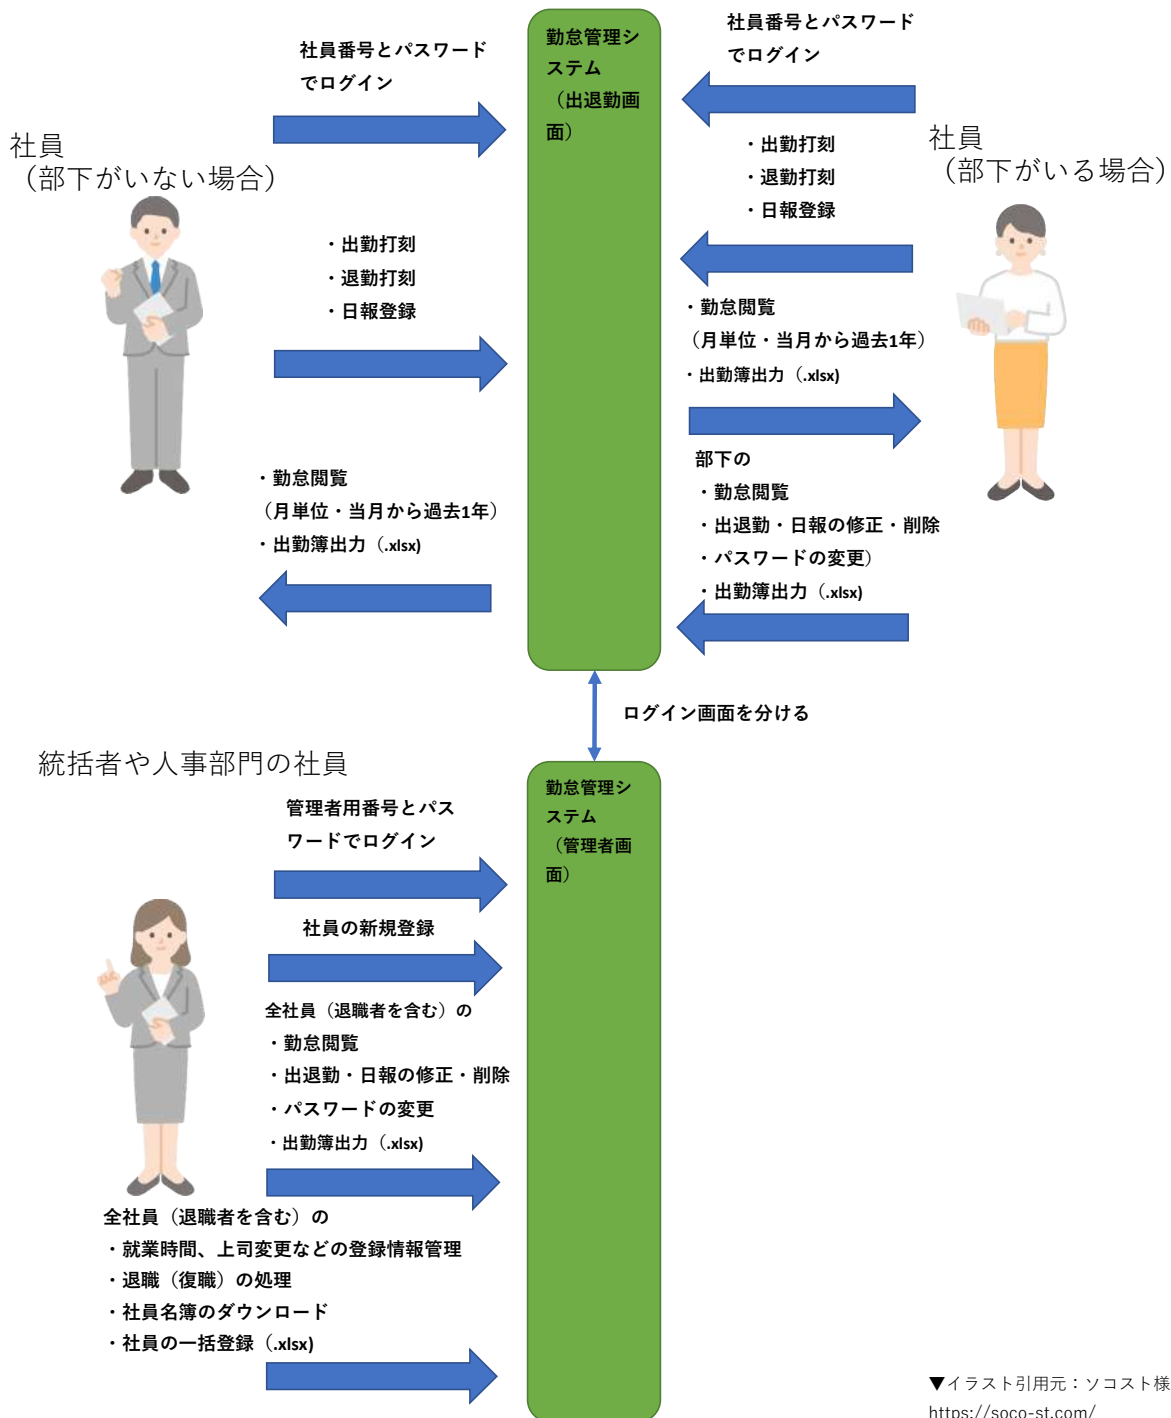 社員番号とパスワード
でログイン
勤怠管理シ
ステム
（出退勤画
面）
社員番号とパスワード
でログイン
社員
（部下がいない場合）
社員
（部下がいる場合）
・出勤打刻
・退勤打刻
・日報登録
・出勤打刻
・退勤打刻
・日報登録
・勤怠閲覧
（月単位・当月から過去1年）
・出勤簿出力（.xlsx)
・勤怠閲覧
（月単位・当月から過去1年）
・出勤簿出力（.xlsx)
部下の
・勤怠閲覧
・出退勤・日報の修正・削除
・パスワードの変更）
・出勤簿出力（.xlsx)
ログイン画面を分ける
統括者や人事部門の社員
管理者用番号とパス
ワードでログイン
勤怠管理シ
ステム
（管理者画
面）
社員の新規登録
全社員（退職者を含む）の
・勤怠閲覧
・出退勤・日報の修正・削除
・パスワードの変更
・出勤簿出力（.xlsx)
全社員（退職者を含む）の
・就業時間、上司変更などの登録情報管理
・退職（復職）の処理
・社員名簿のダウンロード
・社員の一括登録（.xlsx)
▼イラスト引用元：ソコスト様
https://soco-st.com/